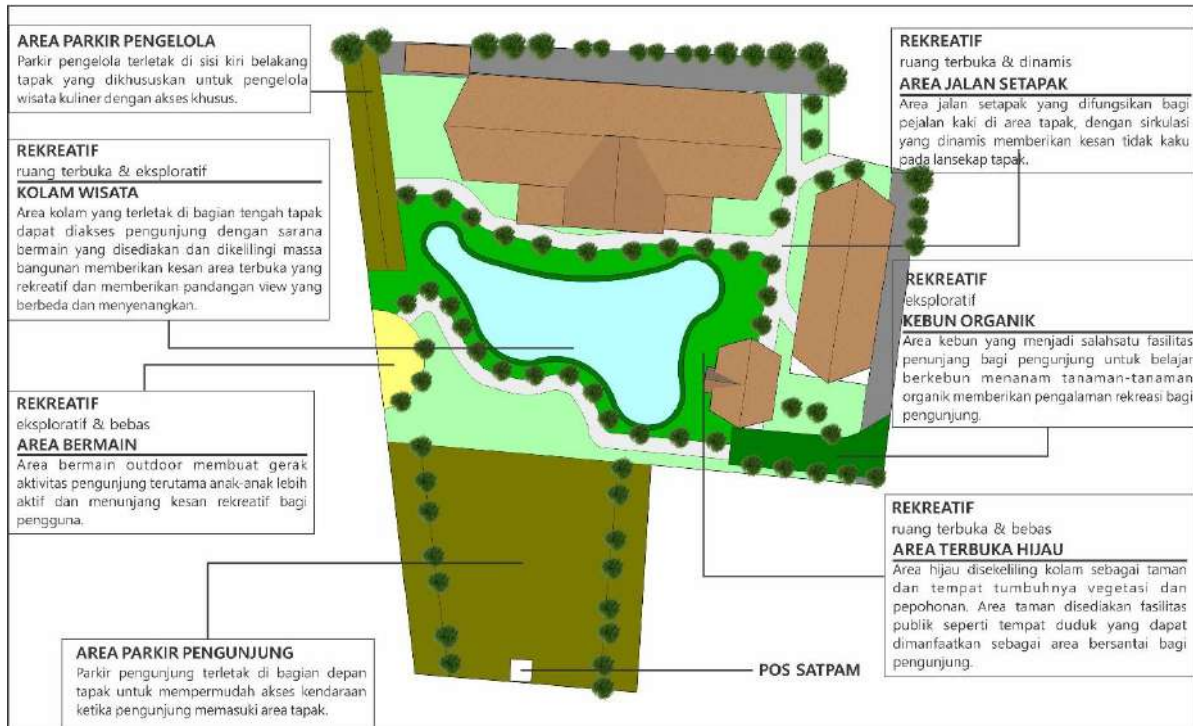 AREA PARKIR PENGELOLA
Parkir pengelola terletak di sisi kiri belakang
tapak yang dikhususkan untuk pengelola
wisata kuliner dengan akses khusus.
REKREATIF
ruang terbuka & eksploratif
KOLAM WISATA
Area kolam yang terletak di bagian tengah tapak
dapat diakses pengunjung dengan sarana
bermain yang disediakan dan dikelilingi massa
bangunan memberikan kesan area terbuka yang
rekreatif dan memberikan pandangan view yang
berbeda dan menyenangkan.
REKREATIF
eksploratif & bebas
AREA BERMAIN
Area bermain outdoor membuat gerak
aktivitas pengunjung terutama anak-anak lebih
aktif dan menunjang kesan rekreatif bagi
pengguna.
AREA PARKIR PENGUNJUNG
Parkir pengunjung terletak di bagian depan
tapak untuk mempermudah akses kendaraan
ketika pengunjung memasuki area tapak.
REKREATIF
ruang terbuka & dinamis
AREA JALAN SETAPAK
Area jalan setapak yang difungsikan bagi
pejalan kaki di area tapak, dengan sirkulasi
yang dinamis memberikan kesan tidak kaku
pada lansekap tapak.
REKREATIF
eksploratif
KEBUN ORGANIK
Area kebun yang menjadi salahsatu fasilitas
penunjang bagi pengunjung untuk belajar
berkebun menanam tanaman-tanaman
organik memberikan pengalaman rekreasi bagi
pengunjung.
REKREATIF
ruang terbuka & bebas
AREA TERBUKA HIJAU
Area hijau disekeliling kolam sebagai taman
dan tempat tumbuhnya vegetasi dan
pepohonan. Area taman disediakan fasilitas
publik seperti tempat duduk yang dapat
dimanfaatkan sebagai area bersantai bagi
pengunjung.
POS SATPAM